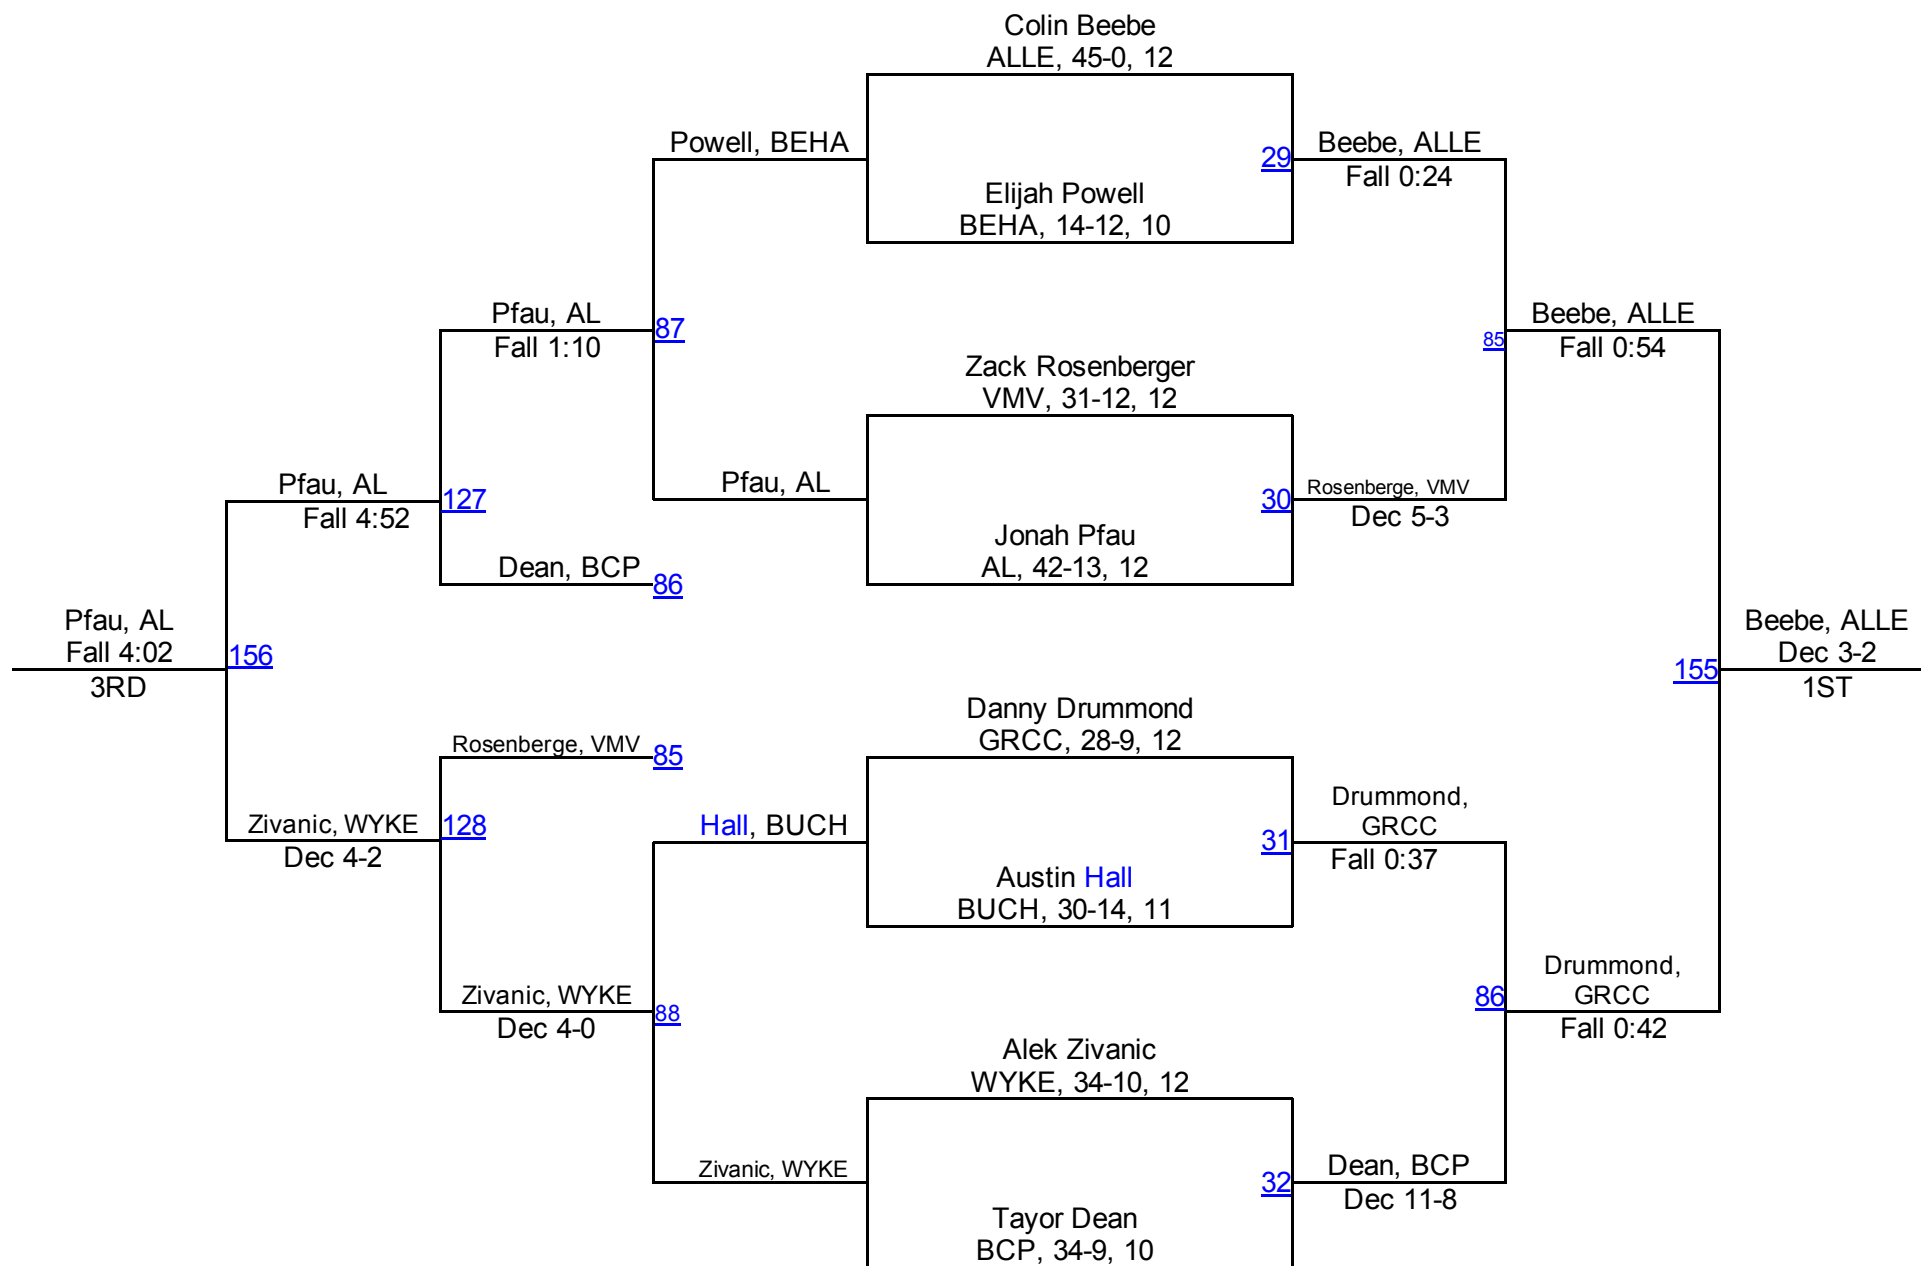 Colin Beebe
ALLE, 45-0, 12
Powell, BEHA
29
Beebe, ALLE
Fall 0:24
Elijah Powell
BEHA, 14-12, 10
Pfau, AL
Fall 1:10
87
85
Beebe, ALLE
Fall 0:54
Zack Rosenberger
VMV, 31-12, 12
Pfau, AL
Fall 4:52
127
Pfau, AL
30
Rosenberge, VMV
Dec 5-3
Jonah Pfau
AL, 42-13, 12
Dean, BCP
86
Pfau, AL
Fall 4:02
3RD
156
155
Beebe, ALLE
Dec 3-2
1ST
Danny Drummond
GRCC, 28-9, 12
Rosenberge, VMV
85
Zivanic, WYKE
Dec 4-2
128
Hall, BUCH
31
Drummond,
GRCC
Fall 0:37
Austin Hall
BUCH, 30-14, 11
Zivanic, WYKE
Dec 4-0
88
86
Drummond,
GRCC
Fall 0:42
Alek Zivanic
WYKE, 34-10, 12
Zivanic, WYKE
32
Dean, BCP
Dec 11-8
Tayor Dean
BCP, 34-9, 10